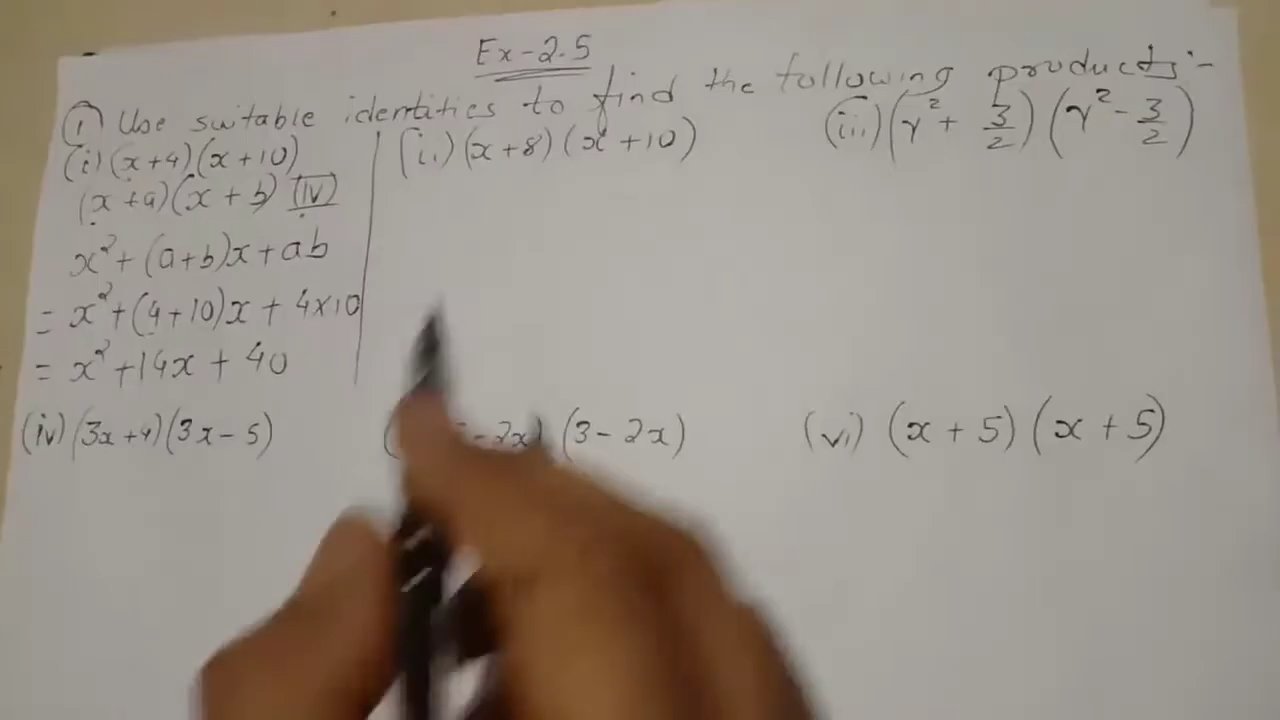 Ex-2.5
① Use suitable identities to find the following products:-
(i) (x+4)(x+10)
(x+a)(x+b) (IV)
x²+(a+b)x+ab
= x²+(4+10)x+4×10
= x²+14x+40
(ii) (x+8)(x+10)
(iii) (y²+3/2)(y²-3/2)
(iv) (3x+4)(3x-5)
-2x) (3-2x)
(vi) (x+5)(x+5)